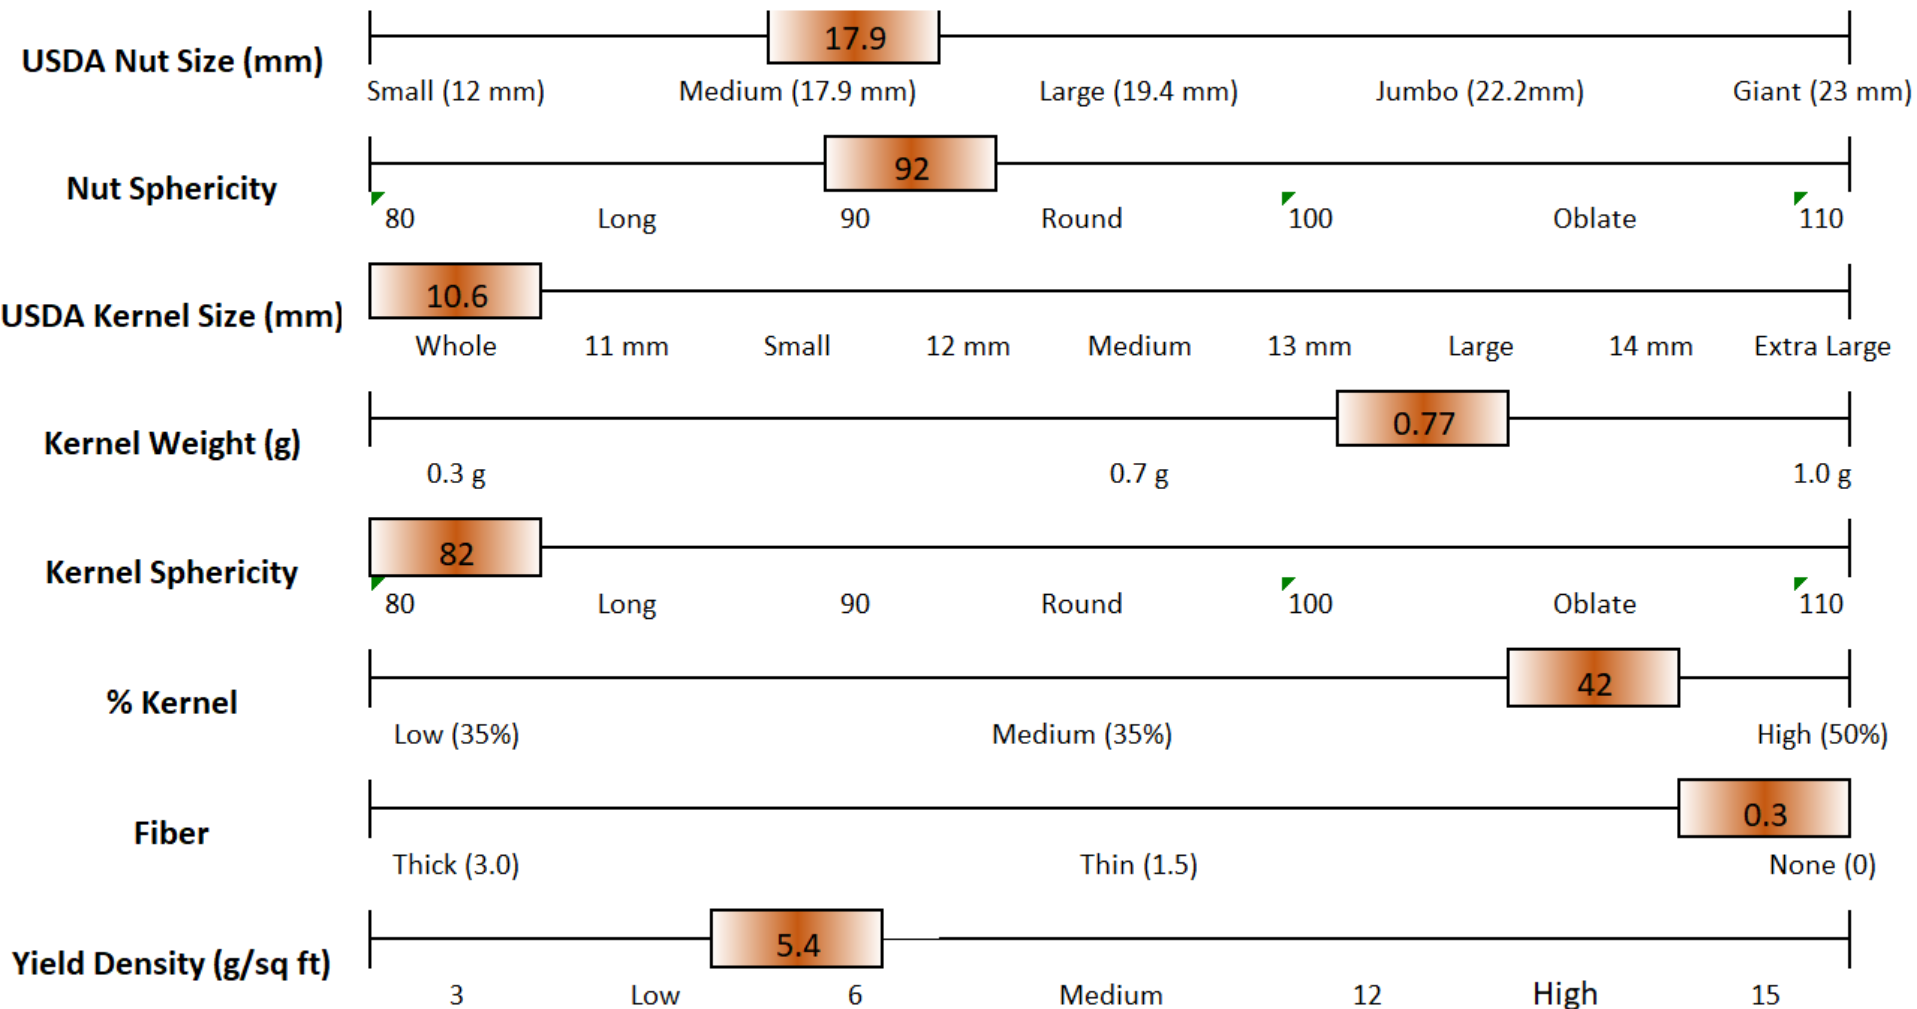 17.9
USDA Nut Size (mm)
Small (12 mm) Medium (17.9 mm) Large (19.4 mm) Jumbo (22.2mm) Giant (23 mm)
92
Nut Sphericity
80 Long 90 Round 100 Oblate 110
10.6
USDA Kernel Size (mm)
Whole 11 mm Small 12 mm Medium 13 mm Large 14 mm Extra Large
0.77
Kernel Weight (g)
0.3 g 0.7 g 1.0 g
82
Kernel Sphericity
80 Long 90 Round 100 Oblate 110
42
% Kernel
Low (35%) Medium (35%) High (50%)
0.3
Fiber
Thick (3.0) Thin (1.5) None (0)
5.4
Yield Density (g/sq ft)
3 Low 6 Medium 12 High 15